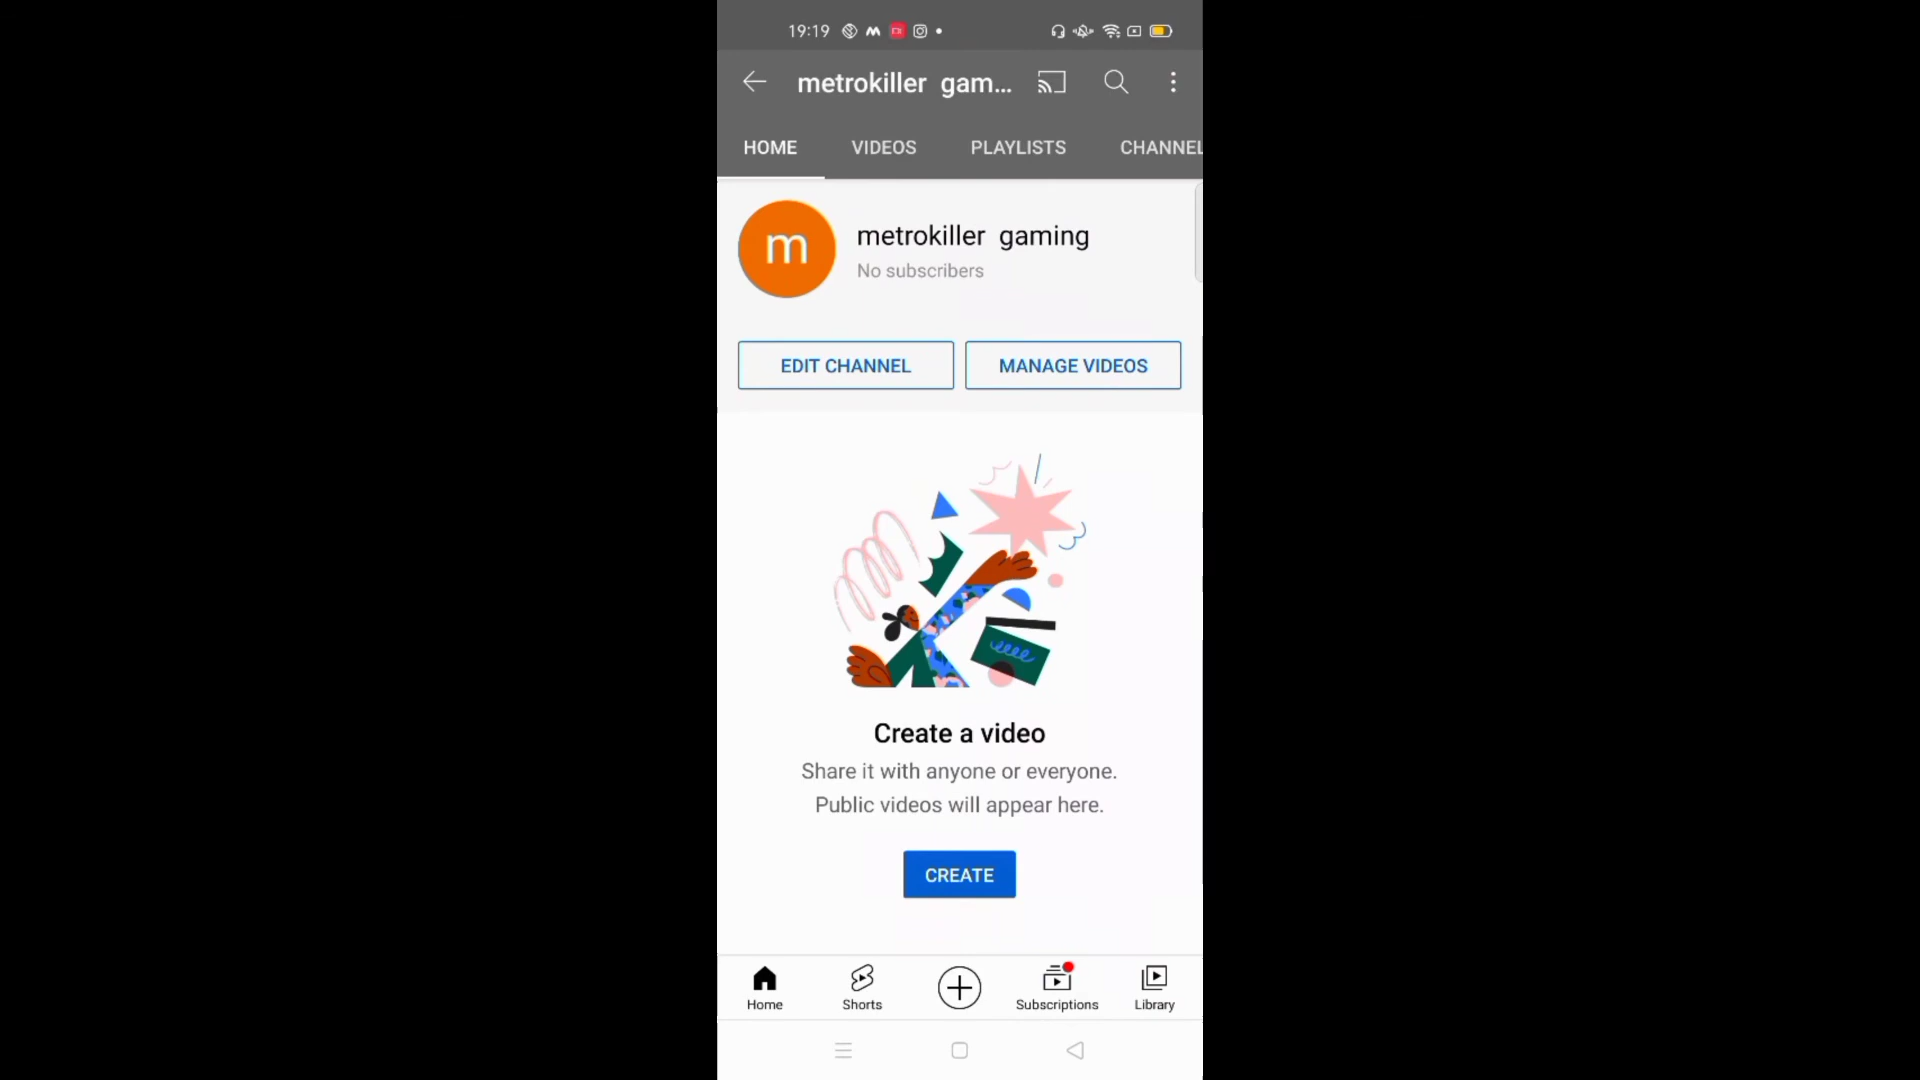 19:19
metrokiller gam...
HOME VIDEOS PLAYLISTS CHANNEL
m
metrokiller gaming
No subscribers
EDIT CHANNEL MANAGE VIDEOS
Create a video
Share it with anyone or everyone.
Public videos will appear here.
CREATE
Home Shorts Subscriptions Library